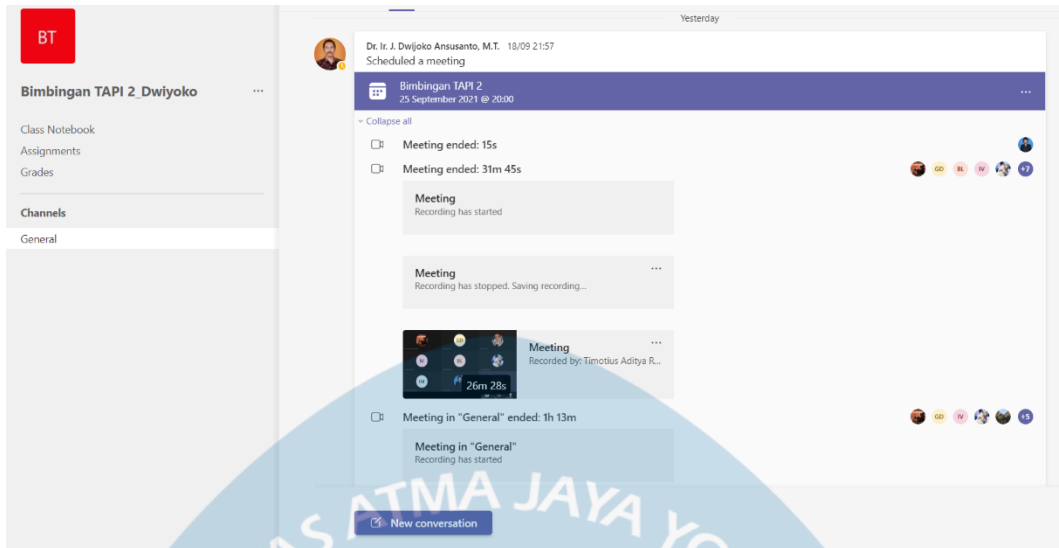 BT
Bimbingan TAPI 2_Dwiyoko
Class Notebook
Assignments
Grades
Channels
General
Yesterday
Dr. Ir. J. Dwijoko Ansusanto, M.T. 18/09 21:57
Scheduled a meeting
Bimbingan TAPI 2
25 September 2021 @ 20:00
Collapse all
Meeting ended: 15s
Meeting ended: 31m 45s
GD BL IV +7
Meeting
Recording has started
Meeting
Recording has stopped. Saving recording...
GD
IV BL
26m 28s
Meeting
Recorded by: Timotius Aditya R...
Meeting in "General" ended: 1h 13m
GD IV +5
Meeting in "General"
Recording has started
New conversation
S ATMA JAYA YO